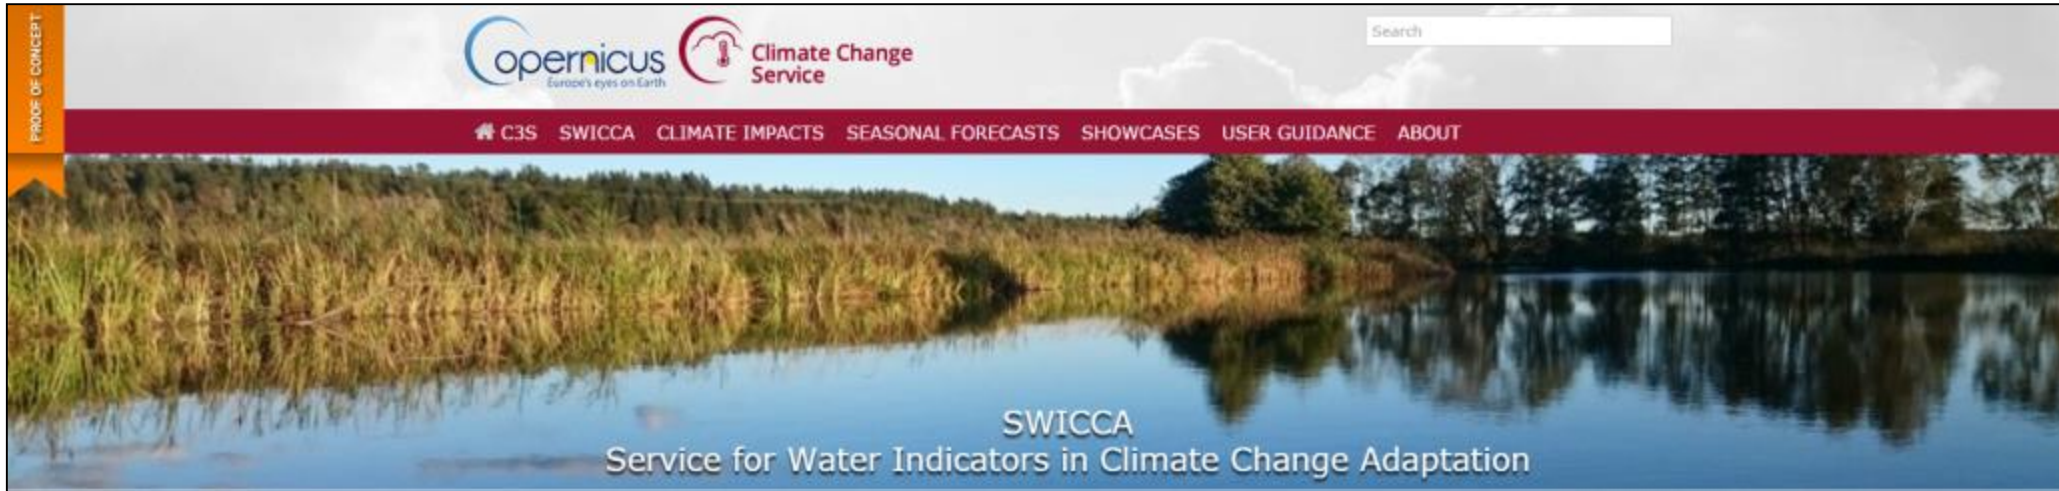 PROOF OF CONCEPT
Copernicus
Europe's eyes on Earth
Climate Change
Service
Search
C3S SWICCA CLIMATE IMPACTS SEASONAL FORECASTS SHOWCASES USER GUIDANCE ABOUT
SWICCA
Service for Water Indicators in Climate Change Adaptation